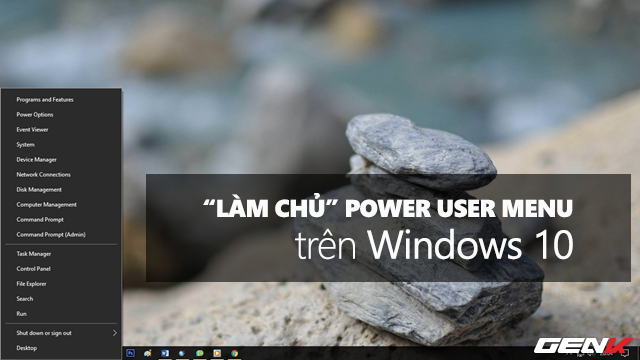 Programs and Features
Power Options
Event Viewer
System
Device Manager
Network Connections
Disk Management
Computer Management
Command Prompt
Command Prompt (Admin)
Task Manager
Control Panel
File Explorer
Search
Run
Shut down or sign out
Desktop
“LÀM CHỦ” POWER USER MENU
trên Windows 10
GENK